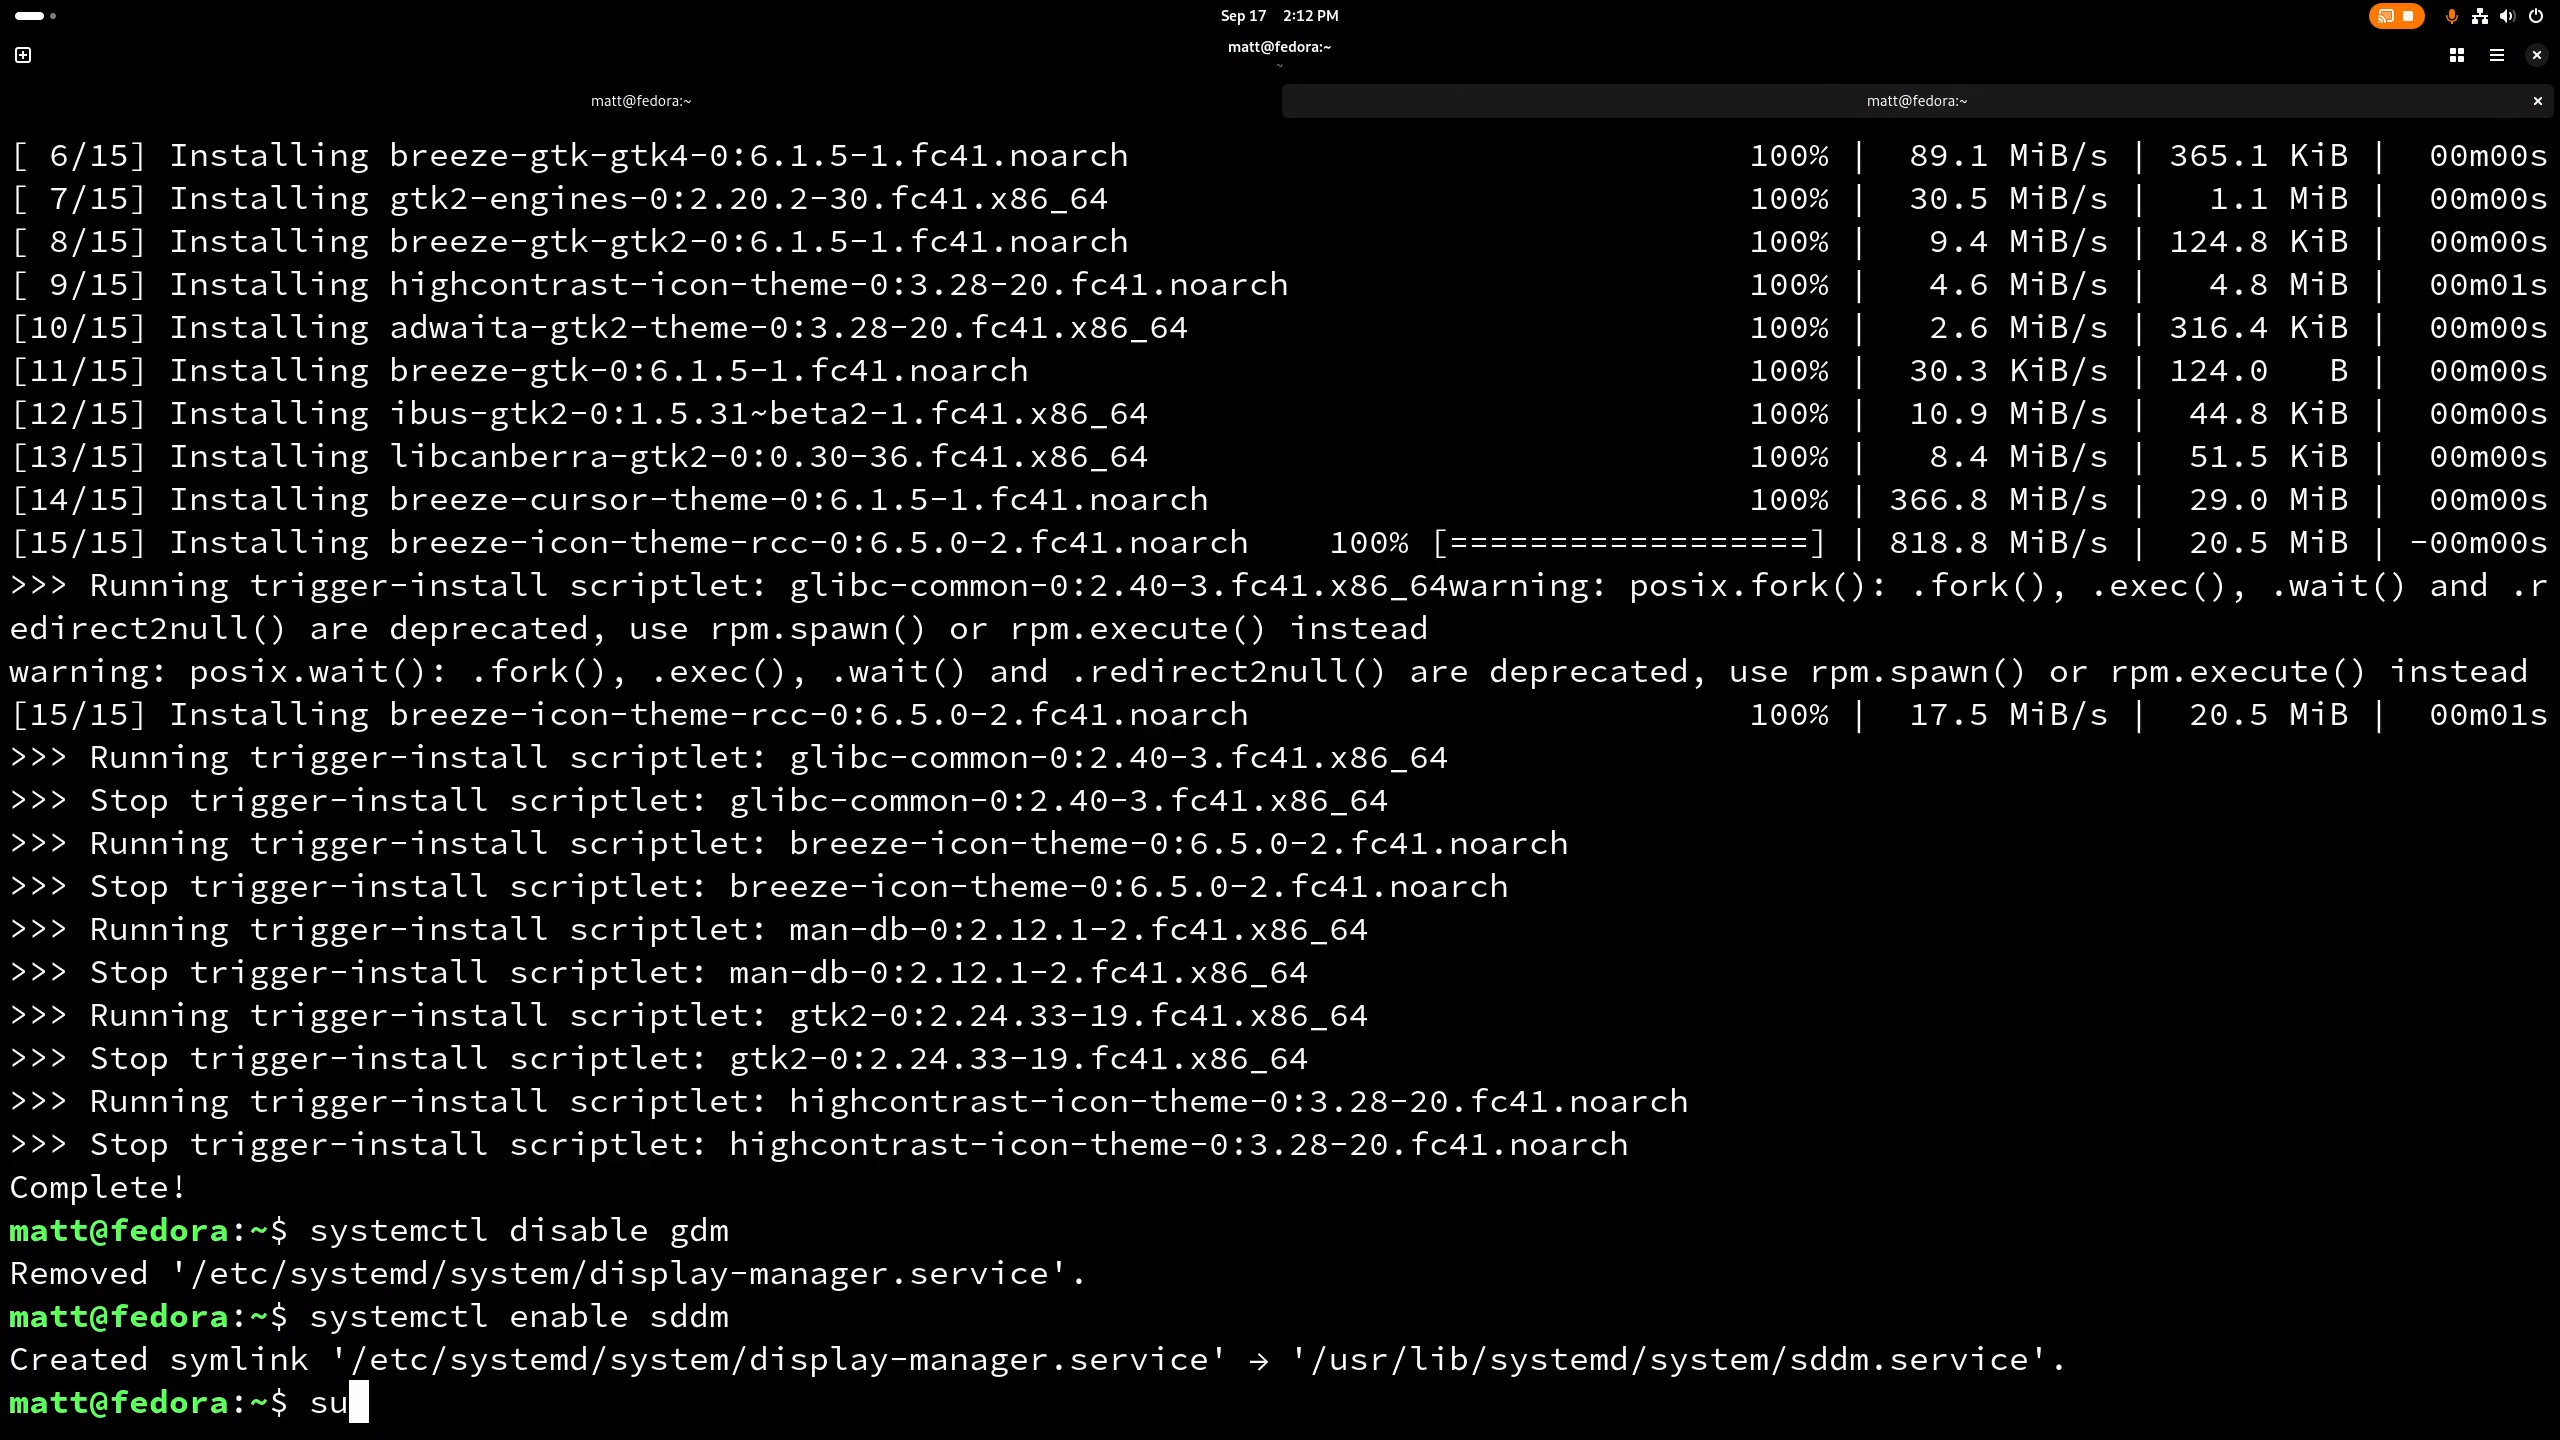 Sep 17 2:12 PM
matt@fedora:~
~
matt@fedora:~ matt@fedora:~
[ 6/15] Installing breeze-gtk-gtk4-0:6.1.5-1.fc41.noarch 100% | 89.1 MiB/s | 365.1 KiB | 00m00s
[ 7/15] Installing gtk2-engines-0:2.20.2-30.fc41.x86_64 100% | 30.5 MiB/s | 1.1 MiB | 00m00s
[ 8/15] Installing breeze-gtk-gtk2-0:6.1.5-1.fc41.noarch 100% | 9.4 MiB/s | 124.8 KiB | 00m00s
[ 9/15] Installing highcontrast-icon-theme-0:3.28-20.fc41.noarch 100% | 4.6 MiB/s | 4.8 MiB | 00m01s
[10/15] Installing adwaita-gtk2-theme-0:3.28-20.fc41.x86_64 100% | 2.6 MiB/s | 316.4 KiB | 00m00s
[11/15] Installing breeze-gtk-0:6.1.5-1.fc41.noarch 100% | 30.3 KiB/s | 124.0 B | 00m00s
[12/15] Installing ibus-gtk2-0:1.5.31~beta2-1.fc41.x86_64 100% | 10.9 MiB/s | 44.8 KiB | 00m00s
[13/15] Installing libcanberra-gtk2-0:0.30-36.fc41.x86_64 100% | 8.4 MiB/s | 51.5 KiB | 00m00s
[14/15] Installing breeze-cursor-theme-0:6.1.5-1.fc41.noarch 100% | 366.8 MiB/s | 29.0 MiB | 00m00s
[15/15] Installing breeze-icon-theme-rcc-0:6.5.0-2.fc41.noarch 100% [==================] | 818.8 MiB/s | 20.5 MiB | -00m00s
>>> Running trigger-install scriptlet: glibc-common-0:2.40-3.fc41.x86_64warning: posix.fork(): .fork(), .exec(), .wait() and .r
edirect2null() are deprecated, use rpm.spawn() or rpm.execute() instead
warning: posix.wait(): .fork(), .exec(), .wait() and .redirect2null() are deprecated, use rpm.spawn() or rpm.execute() instead
[15/15] Installing breeze-icon-theme-rcc-0:6.5.0-2.fc41.noarch 100% | 17.5 MiB/s | 20.5 MiB | 00m01s
>>> Running trigger-install scriptlet: glibc-common-0:2.40-3.fc41.x86_64
>>> Stop trigger-install scriptlet: glibc-common-0:2.40-3.fc41.x86_64
>>> Running trigger-install scriptlet: breeze-icon-theme-0:6.5.0-2.fc41.noarch
>>> Stop trigger-install scriptlet: breeze-icon-theme-0:6.5.0-2.fc41.noarch
>>> Running trigger-install scriptlet: man-db-0:2.12.1-2.fc41.x86_64
>>> Stop trigger-install scriptlet: man-db-0:2.12.1-2.fc41.x86_64
>>> Running trigger-install scriptlet: gtk2-0:2.24.33-19.fc41.x86_64
>>> Stop trigger-install scriptlet: gtk2-0:2.24.33-19.fc41.x86_64
>>> Running trigger-install scriptlet: highcontrast-icon-theme-0:3.28-20.fc41.noarch
>>> Stop trigger-install scriptlet: highcontrast-icon-theme-0:3.28-20.fc41.noarch
Complete!
matt@fedora:~$ systemctl disable gdm
Removed '/etc/systemd/system/display-manager.service'.
matt@fedora:~$ systemctl enable sddm
Created symlink '/etc/systemd/system/display-manager.service' → '/usr/lib/systemd/system/sddm.service'.
matt@fedora:~$ su